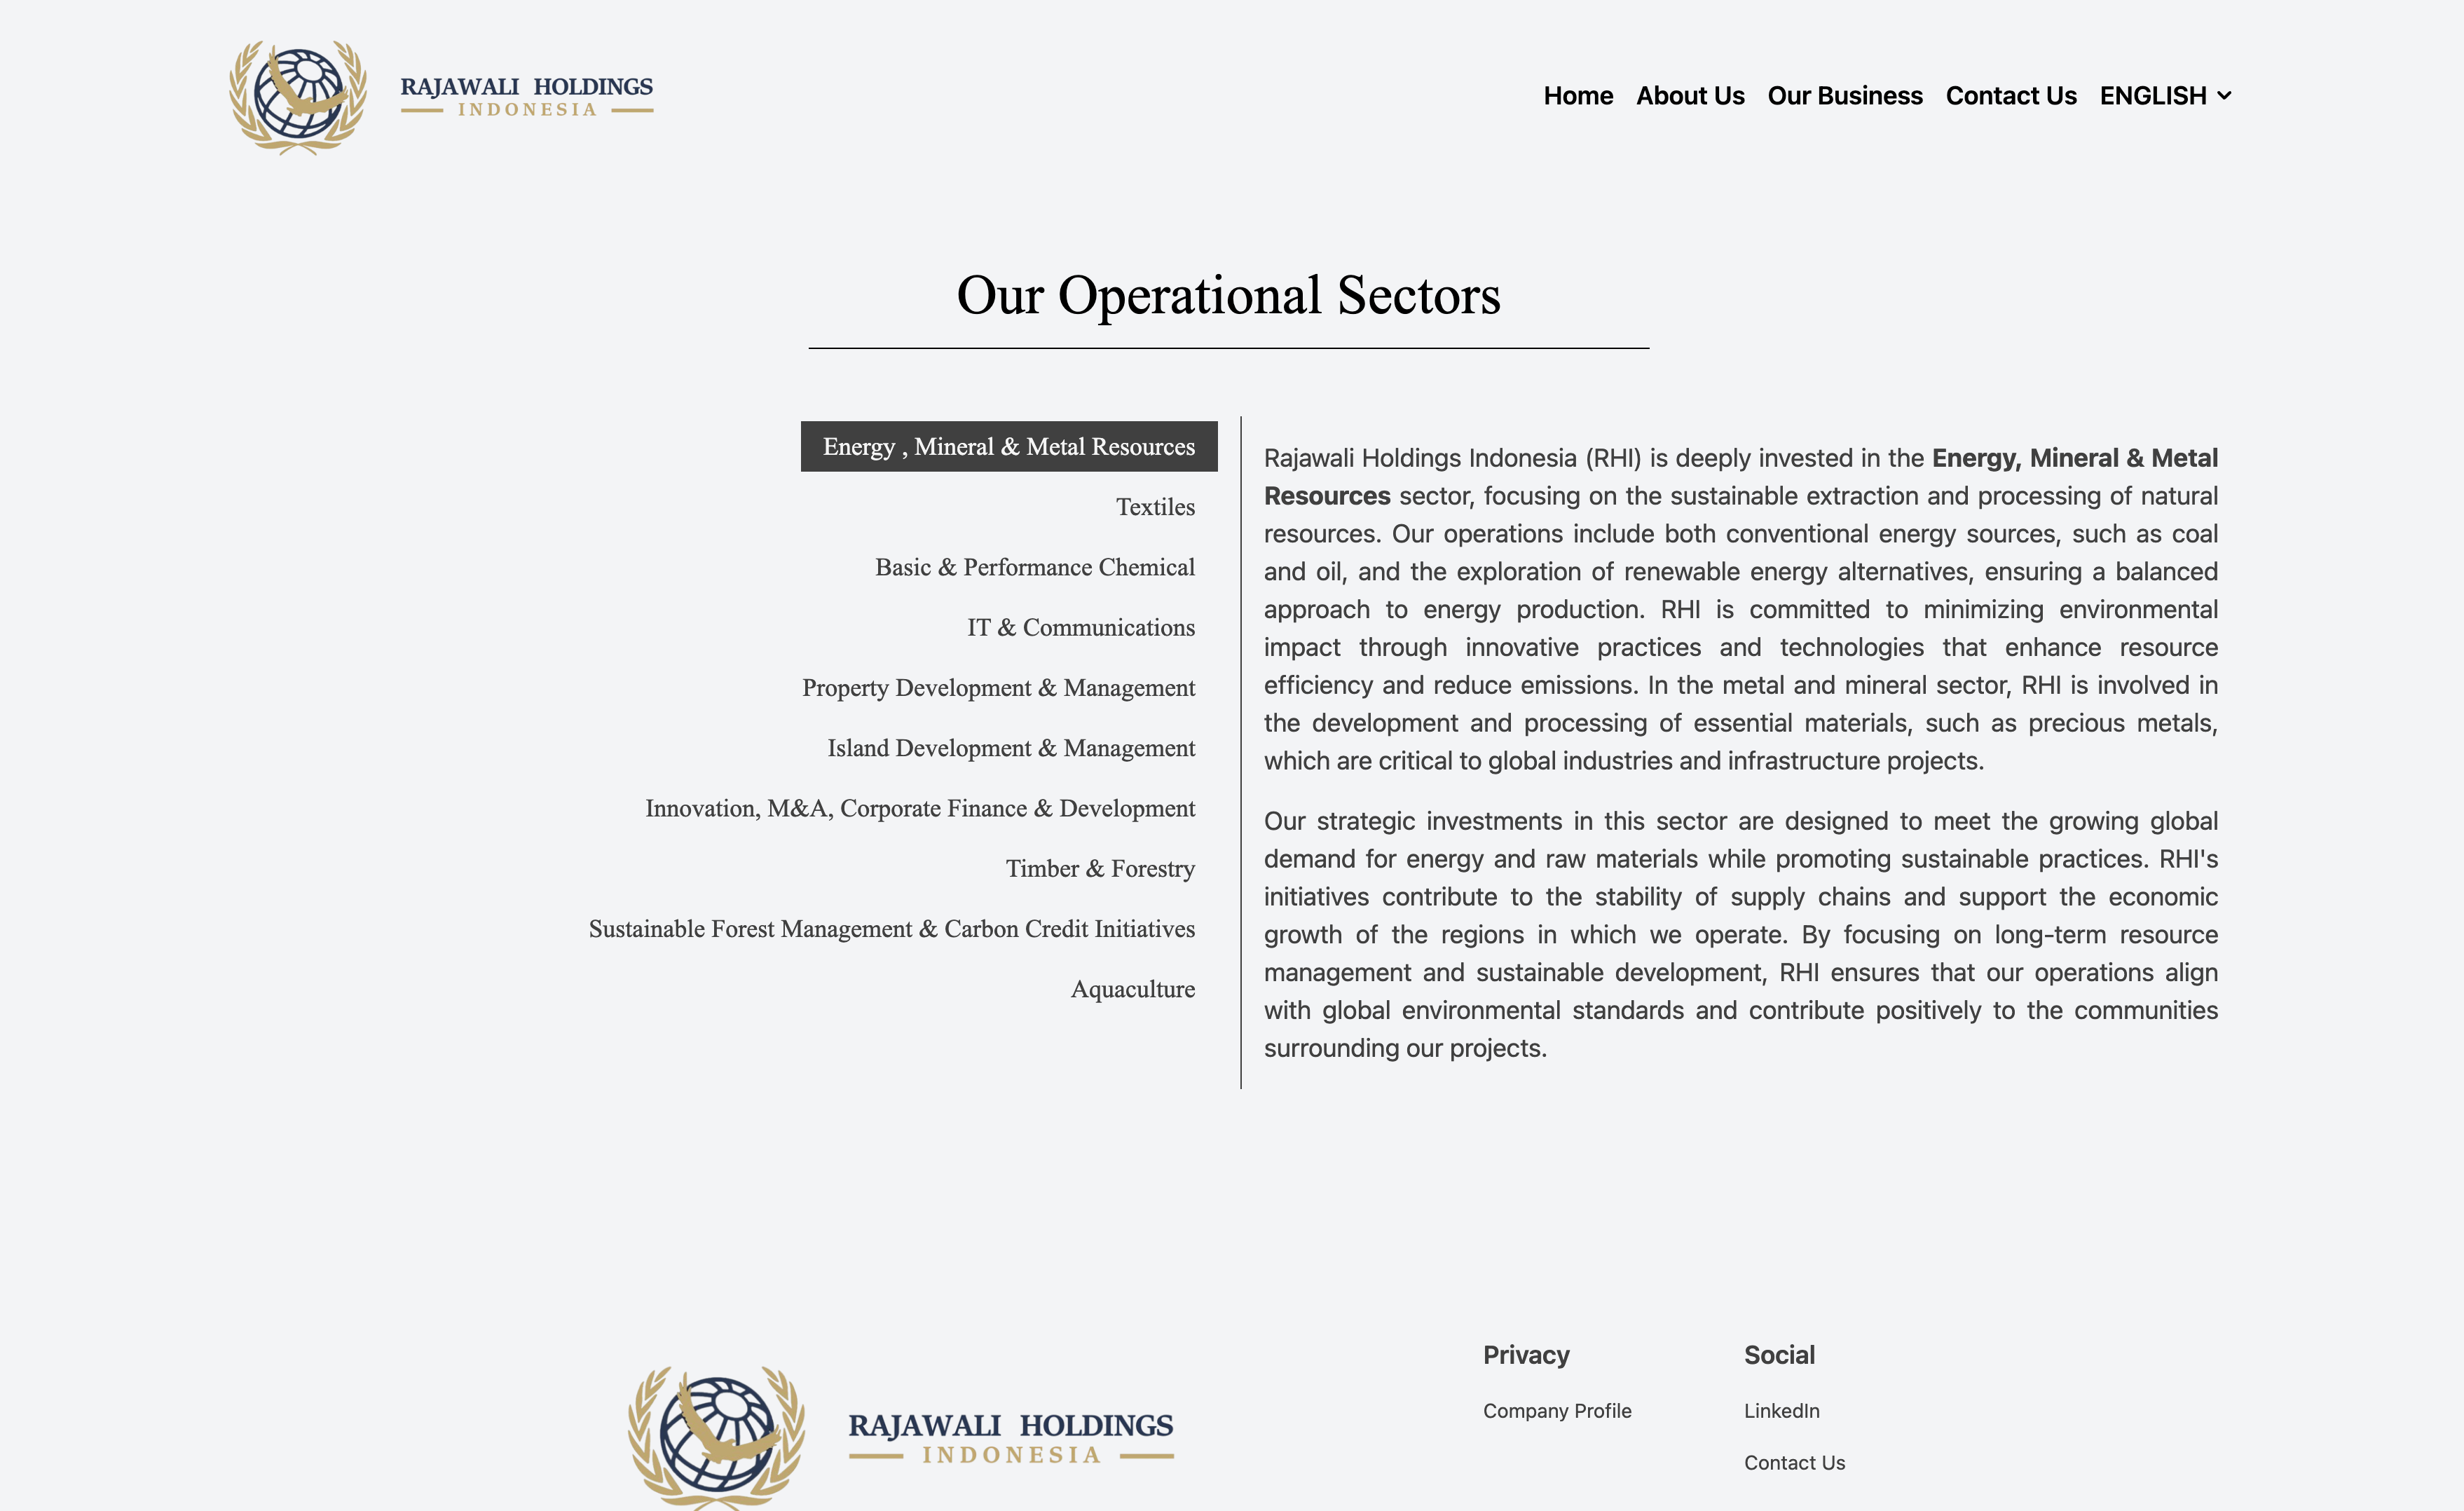 RAJAWALI HOLDINGS
INDONESIA
Home About Us Our Business Contact Us ENGLISH
Our Operational Sectors
Energy , Mineral & Metal Resources
Textiles
Basic & Performance Chemical
IT & Communications
Property Development & Management
Island Development & Management
Innovation, M&A, Corporate Finance & Development
Timber & Forestry
Sustainable Forest Management & Carbon Credit Initiatives
Aquaculture
Rajawali Holdings Indonesia (RHI) is deeply invested in the Energy, Mineral & Metal
Resources sector, focusing on the sustainable extraction and processing of natural
resources. Our operations include both conventional energy sources, such as coal
and oil, and the exploration of renewable energy alternatives, ensuring a balanced
approach to energy production. RHI is committed to minimizing environmental
impact through innovative practices and technologies that enhance resource
efficiency and reduce emissions. In the metal and mineral sector, RHI is involved in
the development and processing of essential materials, such as precious metals,
which are critical to global industries and infrastructure projects.
Our strategic investments in this sector are designed to meet the growing global
demand for energy and raw materials while promoting sustainable practices. RHI's
initiatives contribute to the stability of supply chains and support the economic
growth of the regions in which we operate. By focusing on long-term resource
management and sustainable development, RHI ensures that our operations align
with global environmental standards and contribute positively to the communities
surrounding our projects.
RAJAWALI HOLDINGS
INDONESIA
Privacy
Company Profile
Social
LinkedIn
Contact Us